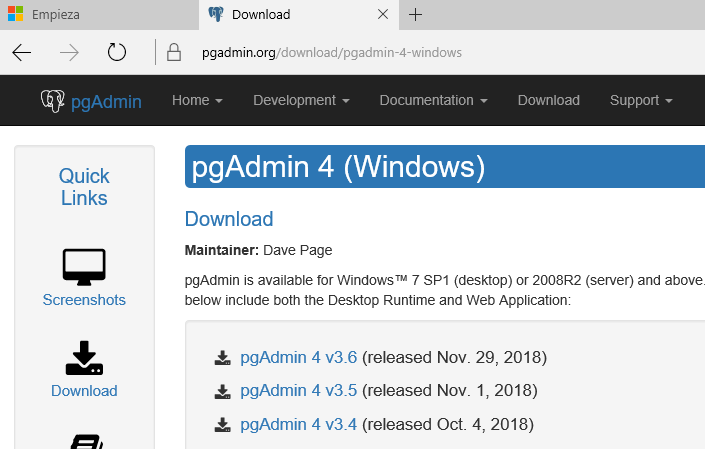 Empieza
Download
pgadmin.org/download/pgadmin-4-windows
pgAdmin Home Development Documentation Download Support
Quick
Links
Screenshots
Download
pgAdmin 4 (Windows)
Download
Maintainer: Dave Page
pgAdmin is available for Windows™ 7 SP1 (desktop) or 2008R2 (server) and above.
below include both the Desktop Runtime and Web Application:
pgAdmin 4 v3.6 (released Nov. 29, 2018)
pgAdmin 4 v3.5 (released Nov. 1, 2018)
pgAdmin 4 v3.4 (released Oct. 4, 2018)